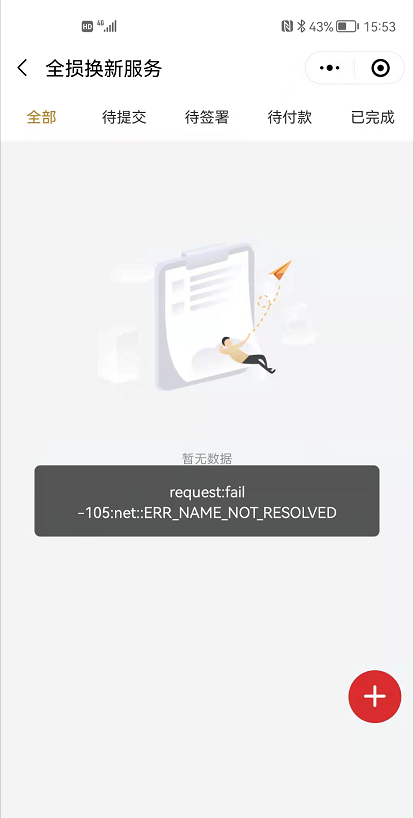 HD 4G 43% 15:53
全损换新服务
全部 待提交 待签署 待付款 已完成
暂无数据
request:fail
-105:net::ERR_NAME_NOT_RESOLVED